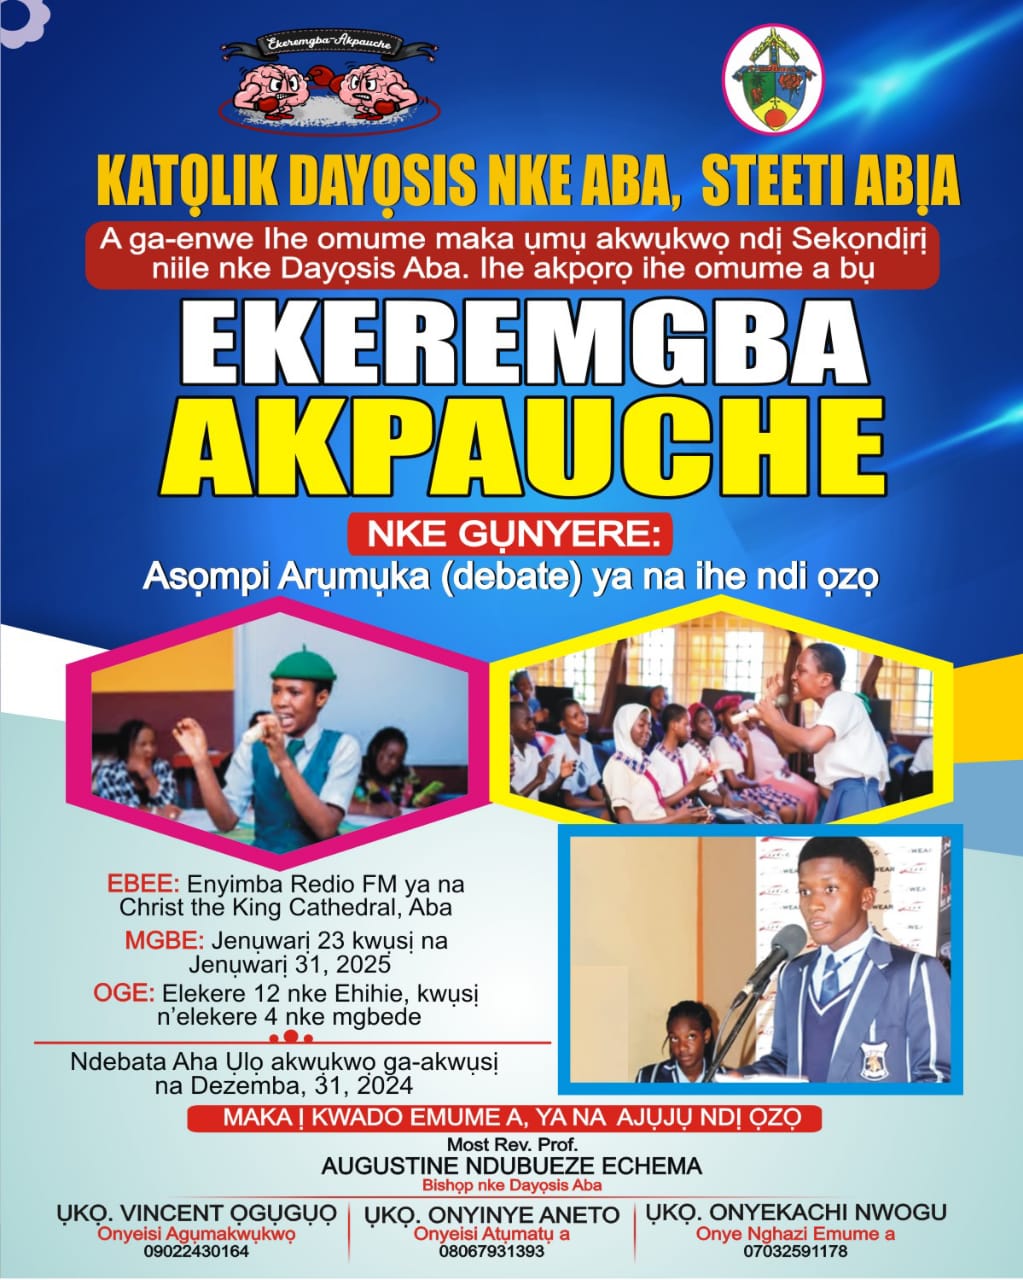 Ekeremgba-Akpauche
KATỌLIK DAYỌSIS NKE ABA, STEETI ABỊA
A ga-enwe Ihe omume maka ụmụ akwụkwọ ndị Sekọndịrị
niile nke Dayọsis Aba. Ihe akpọrọ ihe omume a bụ
EKEREMGBA
AKPAUCHE
NKE GỤNYERE:
Asọmpi Arụmụka (debate) ya na ihe ndi ọzọ
EBEE: Enyimba Redio FM ya na
Christ the King Cathedral, Aba
MGBE: Jenụwarị 23 kwụsị na
Jenụwarị 31, 2025
OGE: Elekere 12 nke Ehihie, kwụsị
n'elekere 4 nke mgbede
Ndebata Aha Ụlọ akwụkwọ ga-akwụsị
na Dezemba, 31, 2024
MAKA Ị KWADO EMUME A, YA NA AJỤJỤ NDỊ ỌZỌ
Most Rev. Prof.
AUGUSTINE NDUBUEZE ECHEMA
Bishọp nke Dayọsis Aba
ỤKỌ. VINCENT ỌGỤGỤỌ
Onyeisi Agụmakwụkwọ
09022430164
ỤKỌ. ONYINYE ANETO
Onyeisi Atụmatụ a
08067931393
ỤKỌ. ONYEKACHI NWOGU
Onye Nghazi Emume a
07032591178